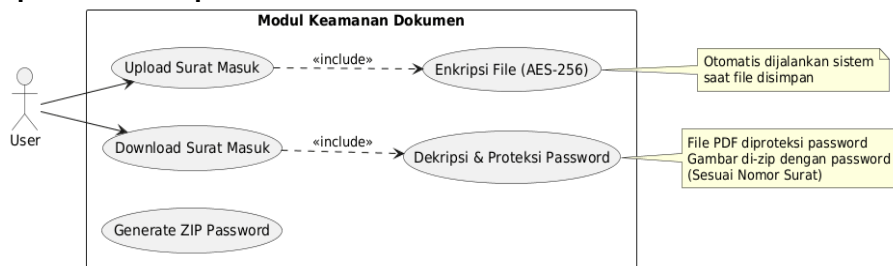 Modul Keamanan Dokumen
Upload Surat Masuk
«include»
Enkripsi File (AES-256)
Otomatis dijalankan sistem
saat file disimpan
User
Download Surat Masuk
«include»
Dekripsi & Proteksi Password
File PDF diproteksi password
Gambar di-zip dengan password
(Sesuai Nomor Surat)
Generate ZIP Password